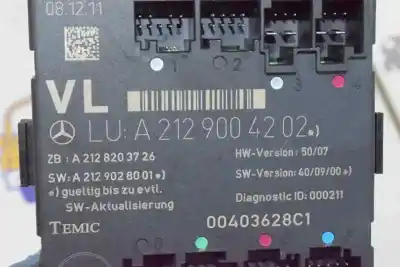 08.12.11
1 2 3 4
VL
LU: A 212 900 42 02 *)
ZB : A 212 820 37 26
HW-Version: 50/07
SW: A 212 902 80 01 *)
SW-Version: 40/09/00 *)
*) gueltig bis zu evtl.
SW-Aktualisierung
Diagnostic ID: 000211
TEMIC
00403628C1